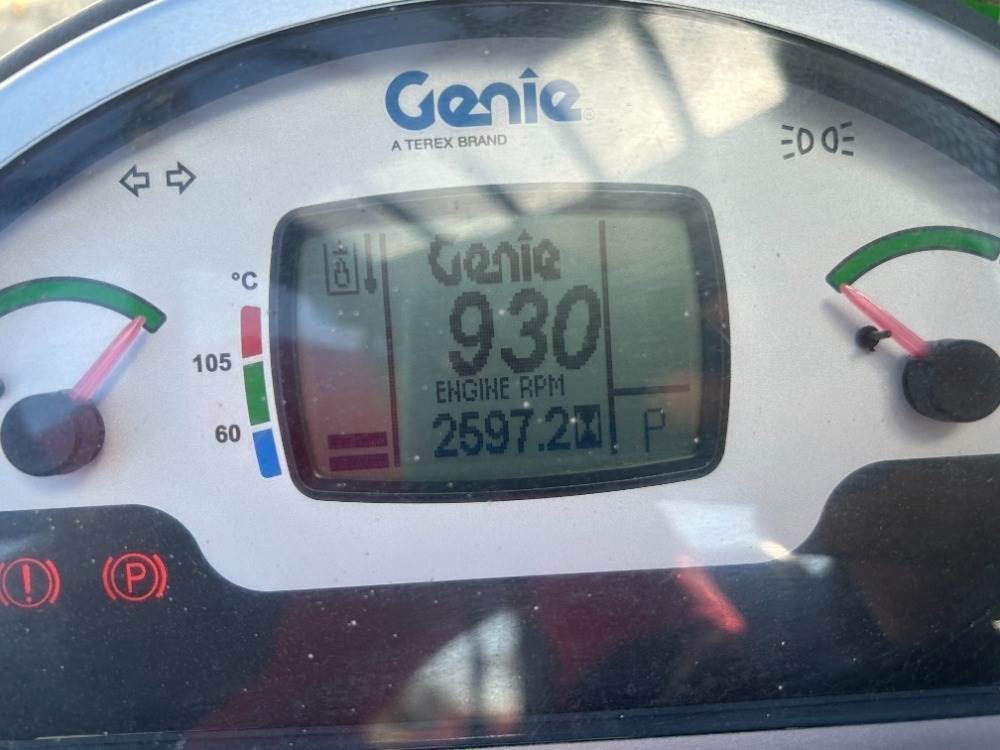 Genie
A TEREX BRAND
°C
105
60
Genie
930
ENGINE RPM
2597.2
P
P
!